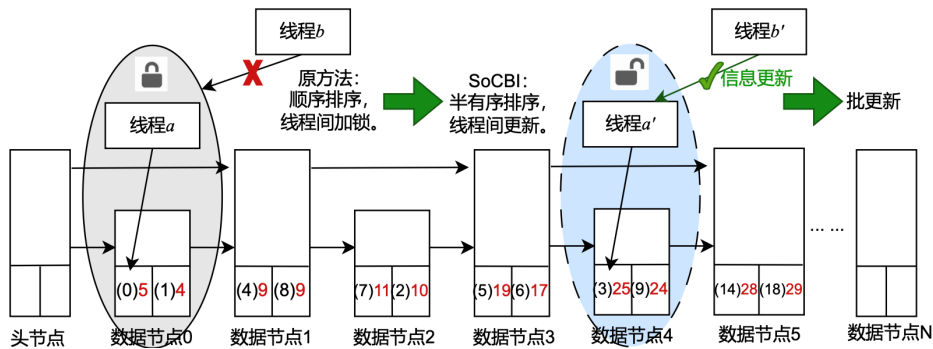 线程b
线程b′
原方法：
顺序排序，
线程间加锁。
SoCBI：
半有序排序，
线程间更新。
信息更新
批更新
线程a
线程a′
... ...
(0)5 (1)4
(4)9 (8)9
(7)11 (2)10
(5)19 (6)17
(3)25 (9)24
(14)28 (18)29
头节点
数据节点0
数据节点1
数据节点2
数据节点3
数据节点4
数据节点5
数据节点N